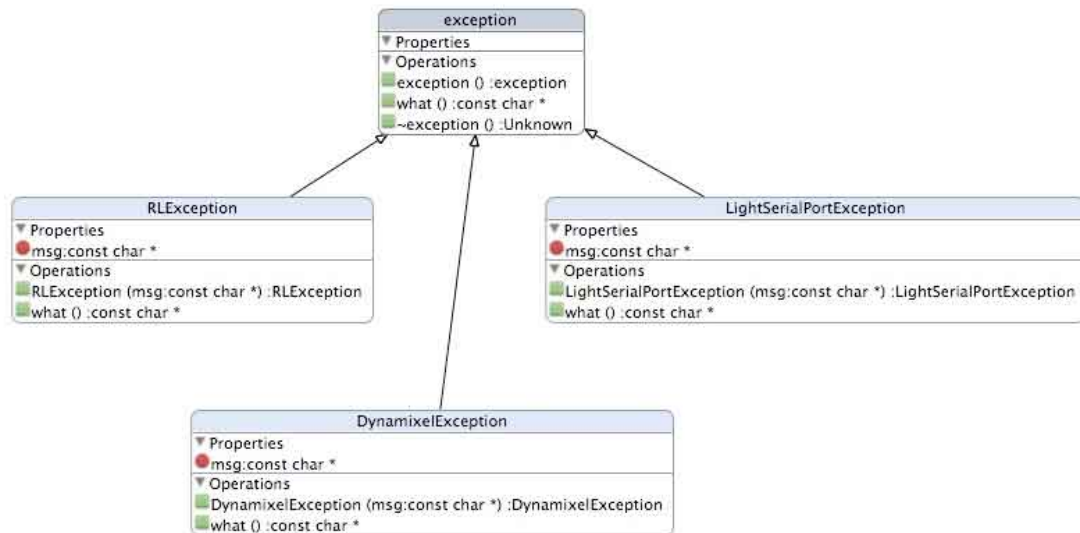 exception
Properties
Operations
exception () :exception
what () :const char *
~exception () :Unknown
RLException
Properties
msg:const char *
Operations
RLException (msg:const char *) :RLException
what () :const char *
LightSerialPortException
Properties
msg:const char *
Operations
LightSerialPortException (msg:const char *) :LightSerialPortException
what () :const char *
DynamixelException
Properties
msg:const char *
Operations
DynamixelException (msg:const char *) :DynamixelException
what () :const char *